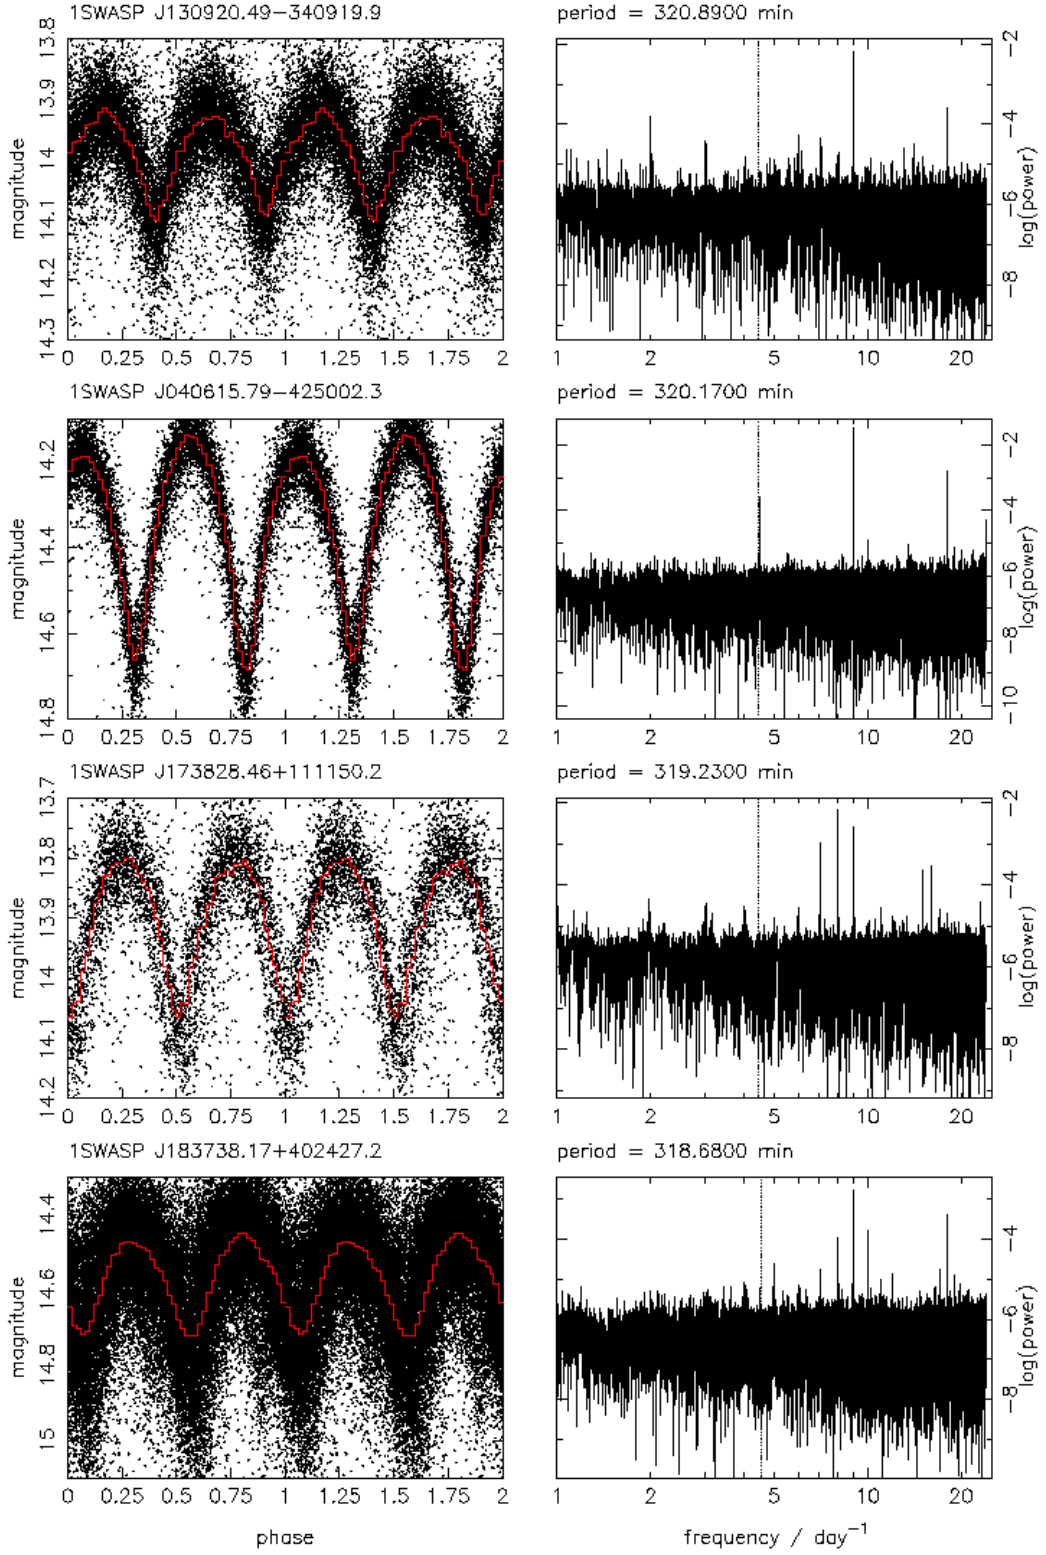 1SWASP J130920.49−340919.9
period = 320.8900 min
13.8 13.9 14 14.1 14.2 14.3
magnitude
−2 −4 −6 −8
log(power)
0 0.25 0.5 0.75 1 1.25 1.5 1.75 2
1 2 5 10 20
1SWASP J040615.79−425002.3
period = 320.1700 min
14.2 14.4 14.6 14.8
magnitude
−2 −4 −6 −8 −10
log(power)
0 0.25 0.5 0.75 1 1.25 1.5 1.75 2
1 2 5 10 20
1SWASP J173828.46+111150.2
period = 319.2300 min
13.7 13.8 13.9 14 14.1 14.2
magnitude
−2 −4 −6 −8
log(power)
0 0.25 0.5 0.75 1 1.25 1.5 1.75 2
1 2 5 10 20
1SWASP J183738.17+402427.2
period = 318.6800 min
14.4 14.6 14.8 15
magnitude
−4 −6 −8
log(power)
0 0.25 0.5 0.75 1 1.25 1.5 1.75 2
1 2 5 10 20
phase
frequency / day⁻¹